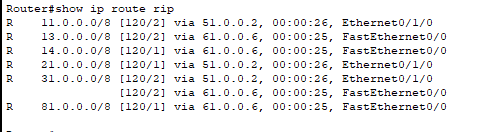 Router#show ip route rip
R    11.0.0.0/8 [120/2] via 51.0.0.2, 00:00:26, Ethernet0/1/0
R    13.0.0.0/8 [120/2] via 61.0.0.6, 00:00:25, FastEthernet0/0
R    14.0.0.0/8 [120/1] via 61.0.0.6, 00:00:25, FastEthernet0/0
R    21.0.0.0/8 [120/1] via 51.0.0.2, 00:00:26, Ethernet0/1/0
R    31.0.0.0/8 [120/2] via 51.0.0.2, 00:00:26, Ethernet0/1/0
                [120/2] via 61.0.0.6, 00:00:25, FastEthernet0/0
R    81.0.0.0/8 [120/1] via 61.0.0.6, 00:00:25, FastEthernet0/0